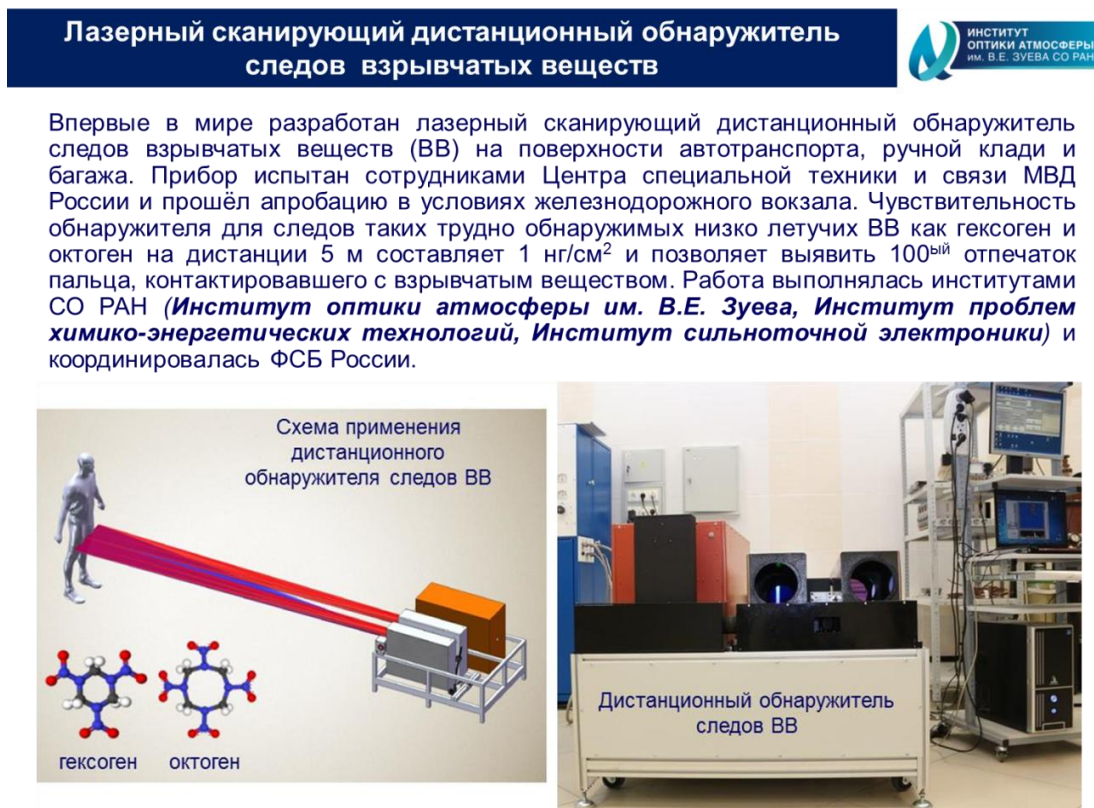 Лазерный сканирующий дистанционный обнаружитель
следов взрывчатых веществ
ИНСТИТУТ
ОПТИКИ АТМОСФЕРЫ
им. В.Е. ЗУЕВА СО РАН
Впервые в мире разработан лазерный сканирующий дистанционный обнаружитель
следов взрывчатых веществ (ВВ) на поверхности автотранспорта, ручной клади и
багажа. Прибор испытан сотрудниками Центра специальной техники и связи МВД
России и прошёл апробацию в условиях железнодорожного вокзала. Чувствительность
обнаружителя для следов таких трудно обнаружимых низко летучих ВВ как гексоген и
октоген на дистанции 5 м составляет 1 нг/см² и позволяет выявить 100ый отпечаток
пальца, контактировавшего с взрывчатым веществом. Работа выполнялась институтами
СО РАН (Институт оптики атмосферы им. В.Е. Зуева, Институт проблем
химико-энергетических технологий, Институт сильноточной электроники) и
координировалась ФСБ России.
Схема применения
дистанционного
обнаружителя следов ВВ
гексоген
октоген
Дистанционный обнаружитель
следов ВВ